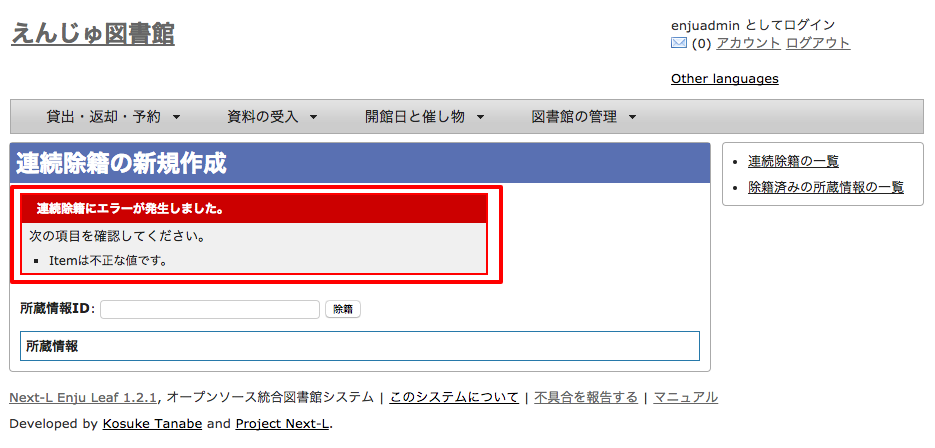 えんじゅ図書館
enjuadmin としてログイン
(0) アカウント ログアウト
Other languages
貸出・返却・予約 資料の受入 開館日と催し物 図書館の管理
連続除籍の新規作成
連続除籍にエラーが発生しました。
次の項目を確認してください。
Itemは不正な値です。
所蔵情報ID: 除籍
所蔵情報
連続除籍の一覧
除籍済みの所蔵情報の一覧
Next-L Enju Leaf 1.2.1, オープンソース統合図書館システム | このシステムについて | 不具合を報告する | マニュアル
Developed by Kosuke Tanabe and Project Next-L.